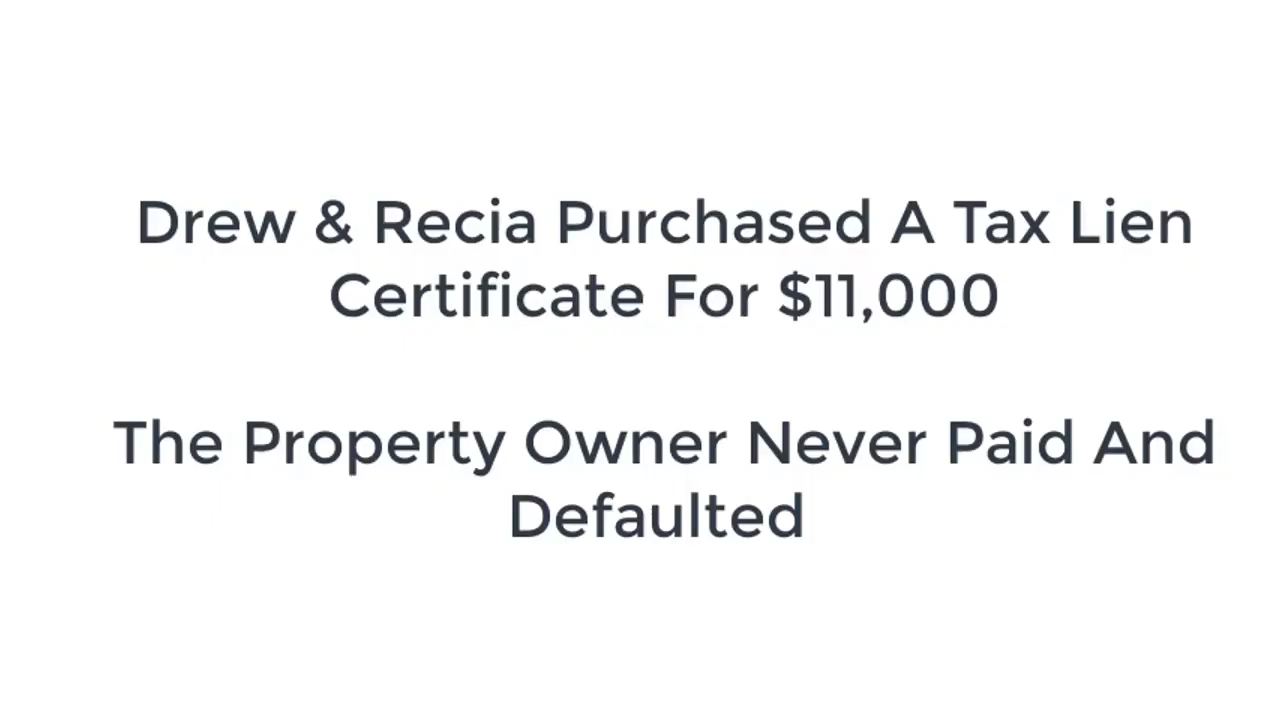 Drew & Recia Purchased A Tax Lien
Certificate For $11,000
The Property Owner Never Paid And
Defaulted